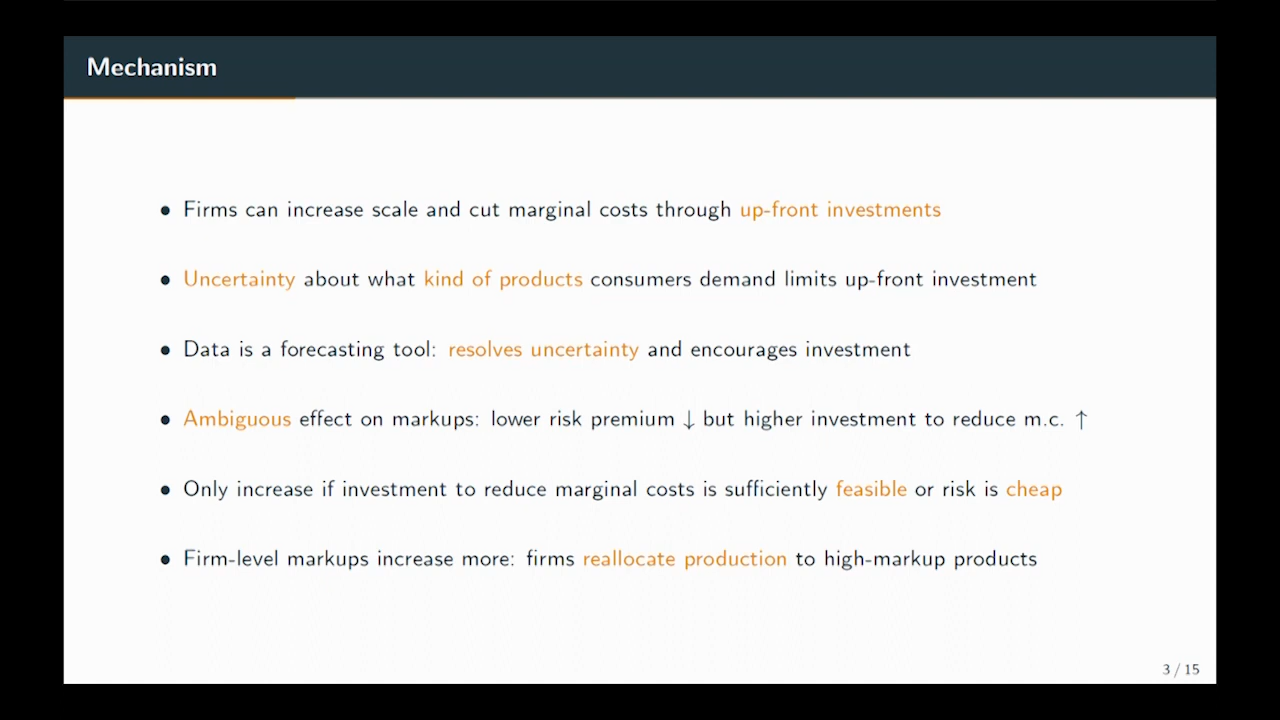 Mechanism
• Firms can increase scale and cut marginal costs through up-front investments
• Uncertainty about what kind of products consumers demand limits up-front investment
• Data is a forecasting tool: resolves uncertainty and encourages investment
• Ambiguous effect on markups: lower risk premium ↓ but higher investment to reduce m.c. ↑
• Only increase if investment to reduce marginal costs is sufficiently feasible or risk is cheap
• Firm-level markups increase more: firms reallocate production to high-markup products
3 / 15